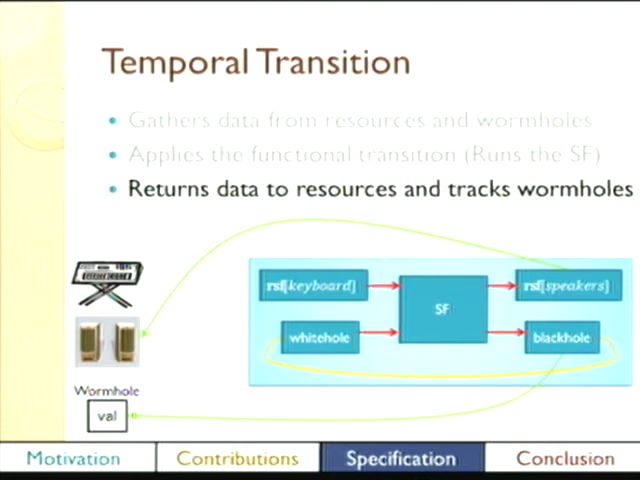 Temporal Transition
Gathers data from resources and wormholes
Applies the functional transition (Runs the SF)
Returns data to resources and tracks wormholes
rsf[keyboard]
SF
rsf[speakers]
whitehole
blackhole
Wormhole
val
Motivation
Contributions
Specification
Conclusion